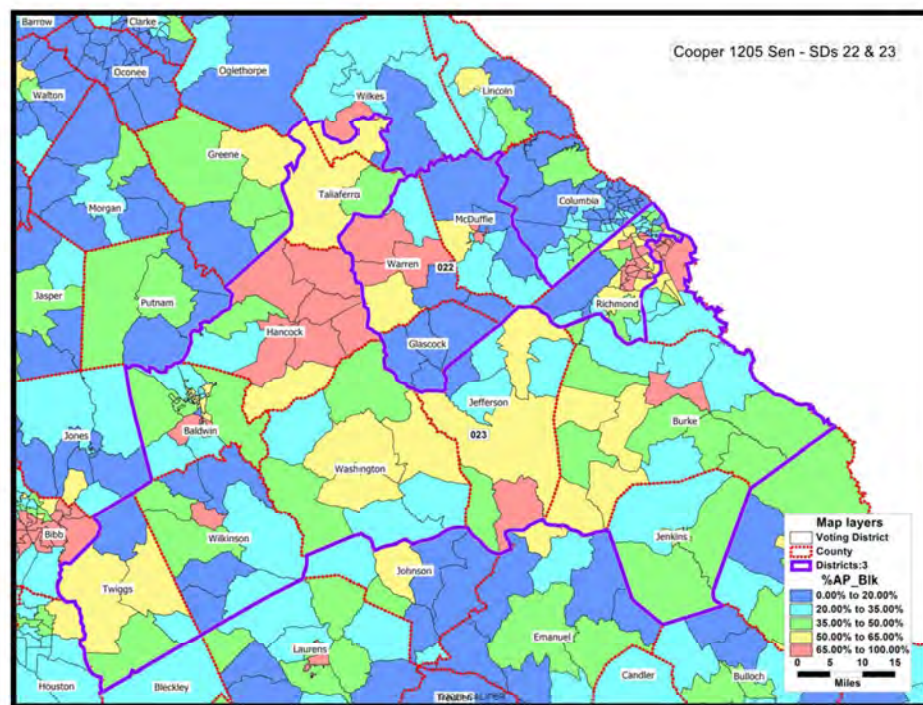 Cooper 1205 Sen - SDs 22 & 23
Barrow
Clarke
Oconee
Oglethorpe
Walton
Wilkes
Lincoln
Greene
Taliaferro
Morgan
McDuffie
Columbia
Warren
022
Jasper
Putnam
Richmond
Hancock
Glascock
Jefferson
Jones
Baldwin
023
Burke
Washington
Bibb
Wilkinson
Jenkins
Twiggs
Johnson
Laurens
Emanuel
Houston
Bleckley
Candler
Bulloch
Map layers
Voting District
County
Districts:3
%AP_Blk
0.00% to 20.00%
20.00% to 35.00%
35.00% to 50.00%
50.00% to 65.00%
65.00% to 100.00%
0 5 10 15
Miles